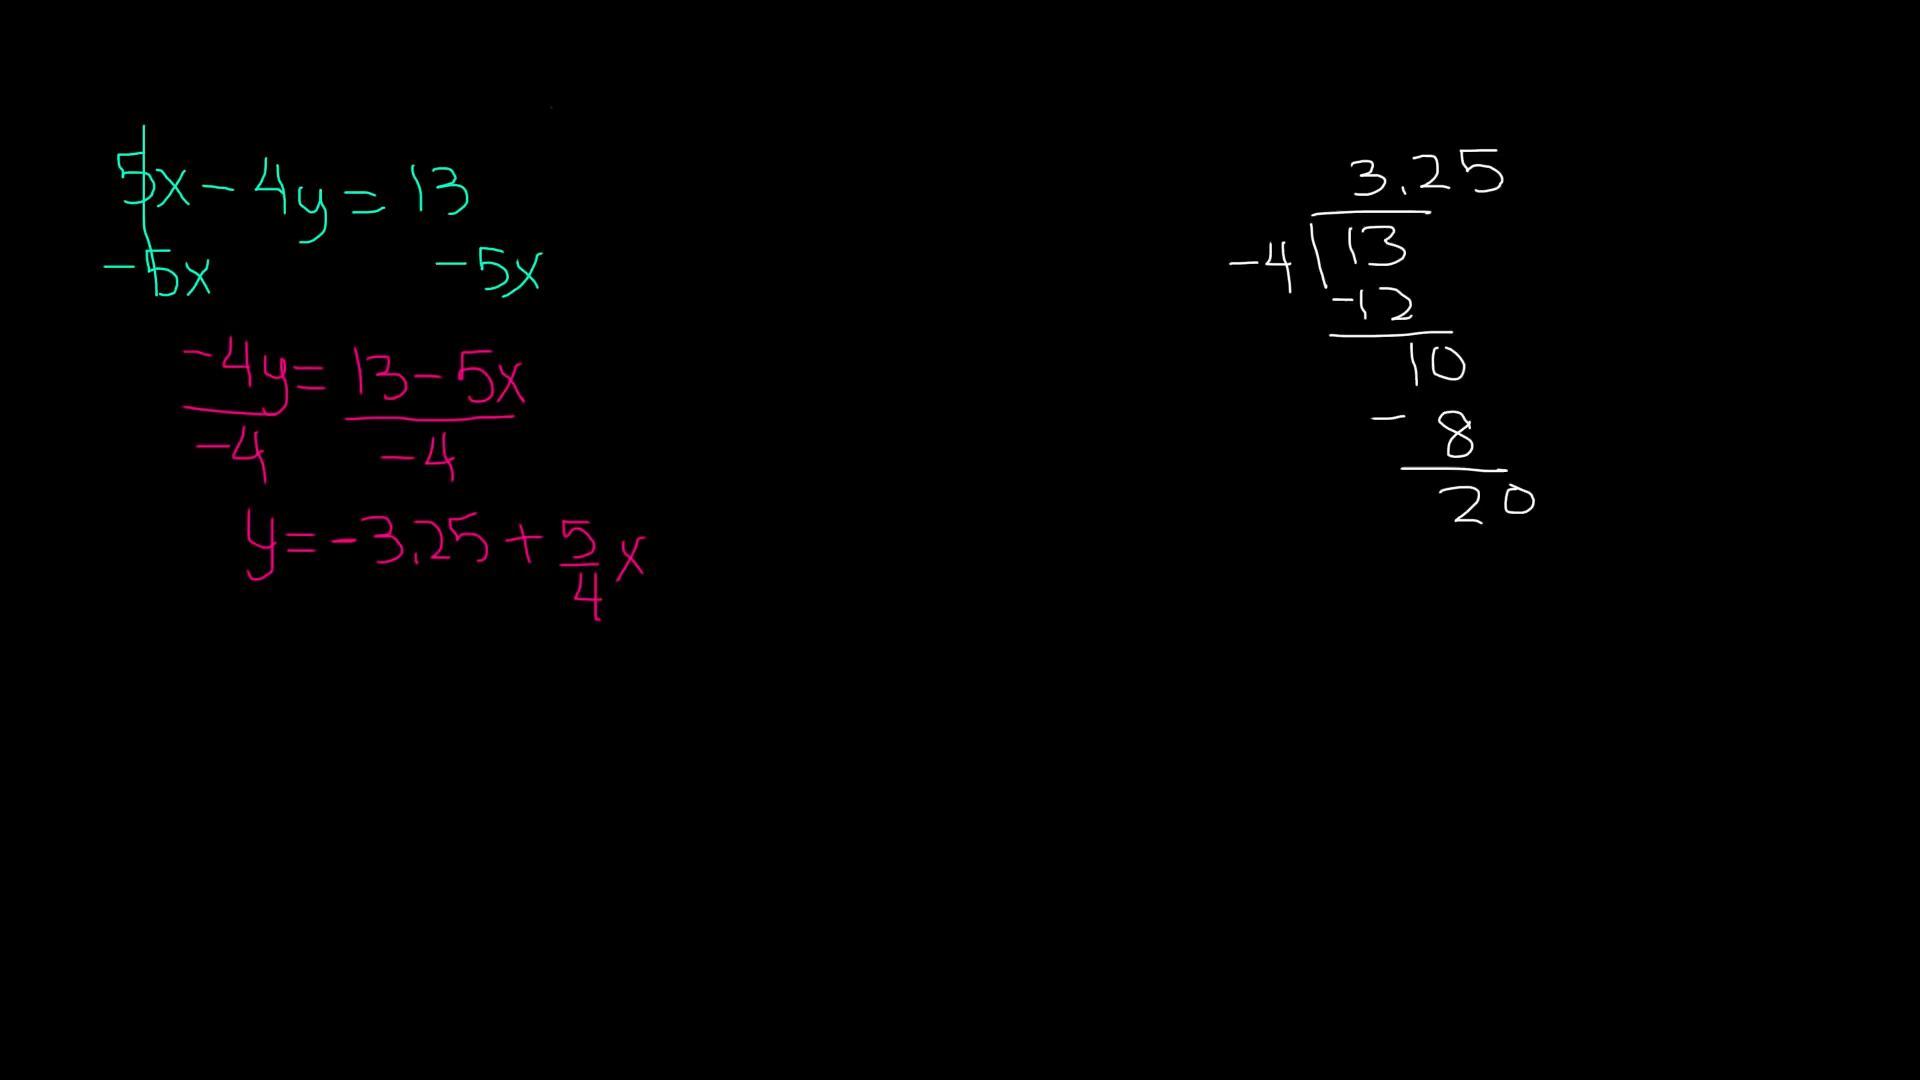 5x - 4y = 13
-5x -5x
-4y = 13 - 5x
-4 -4
y = -3.25 + 5/4 x
3.25
-4 13
-12
10
- 8
20